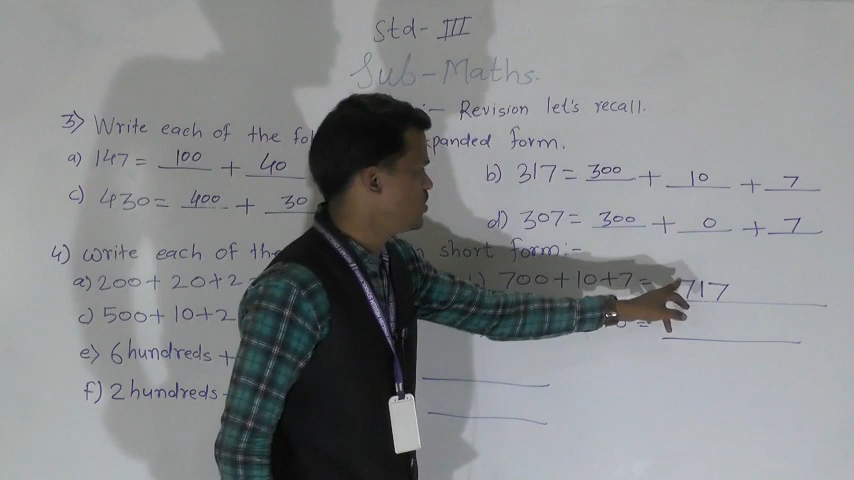 Std- III
Sub- Maths.
:- Revision let's recall.
3) Write each of the fo panded form.
a) 147 = 100 + 40
b) 317 = 300 + 10 + 7
c) 430 = 400 + 30
d) 307 = 300 + 0 + 7
4) Write each of the short form:-
a) 200 + 20 + 2 =
) 700 + 10 + 7 = 717
c) 500 + 10 + 2
=
e) 6 hundreds +
f) 2 hundreds